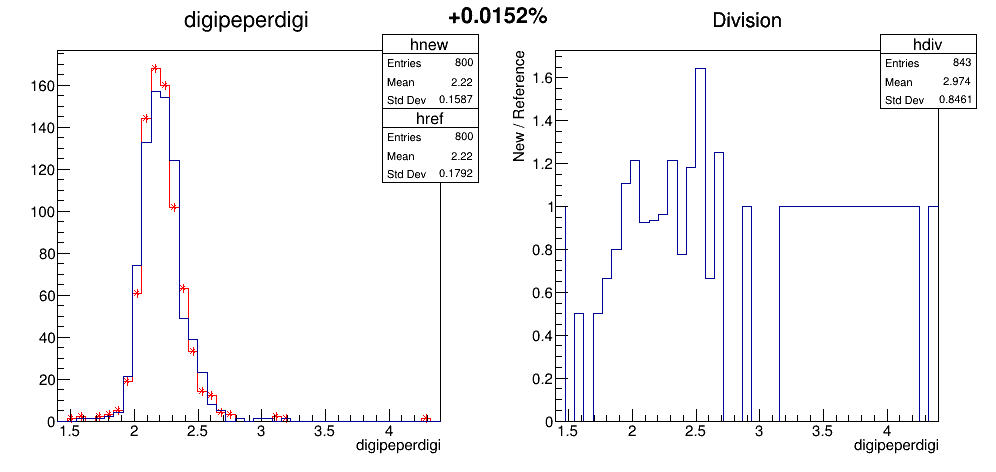 digipeperdigi
+0.0152%
Division
hnew
Entries 800
Mean 2.22
Std Dev 0.1587
href
Entries 800
Mean 2.22
Std Dev 0.1792
160
140
120
100
80
60
40
20
0
1.5 2 2.5 3 3.5 4
digipeperdigi
hdiv
Entries 843
Mean 2.974
Std Dev 0.8461
New / Reference
1.6
1.4
1.2
1
0.8
0.6
0.4
0.2
0
1.5 2 2.5 3 3.5 4
digipeperdigi